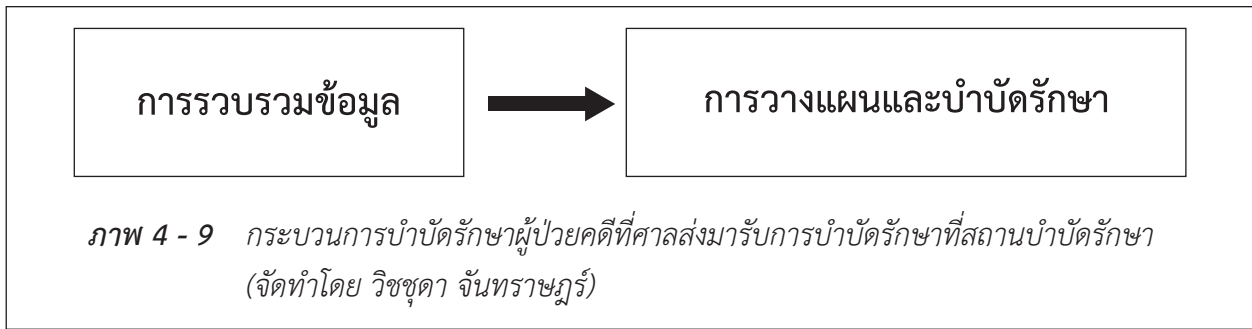 การรวบรวมข้อมูล
การวางแผนและบำบัดรักษา
ภาพ 4 - 9 กระบวนการบำบัดรักษาผู้ป่วยคดีที่ศาลส่งมารับการบำบัดรักษาที่สถานบำบัดรักษา
(จัดทำโดย วิชชุดา จันทราษฎร์)